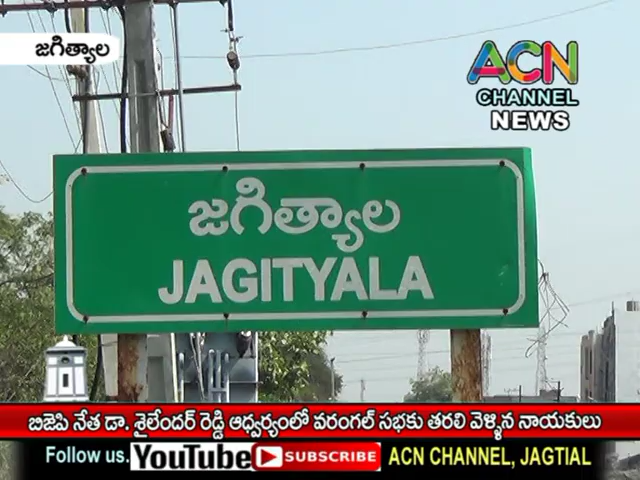 జగిత్యాల
ACN
CHANNEL
NEWS
జగిత్యాల
JAGITYALA
బిజెపి నేత డా. శైలేందర్ రెడ్డి ఆధ్వర్యంలో వరంగల్ సభకు తరలి వెళ్ళిన నాయకులు
Follow us. YouTube SUBSCRIBE ACN CHANNEL, JAGTIAL